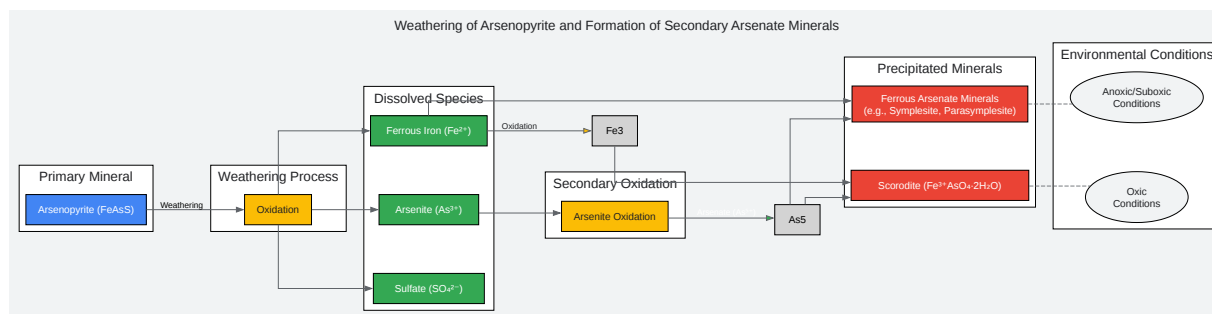 Weathering of Arsenopyrite and Formation of Secondary Arsenate Minerals
Primary Mineral
Arsenopyrite (FeAsS)
Weathering
Weathering Process
Oxidation
Dissolved Species
Ferrous Iron (Fe²⁺)
Arsenite (As³⁺)
Sulfate (SO₄²⁻)
Oxidation
Fe3
Secondary Oxidation
Arsenite Oxidation
As5
Precipitated Minerals
Ferrous Arsenate Minerals
(e.g., Symplesite, Parasymplesite)
Scorodite (Fe³⁺AsO₄·2H₂O)
Environmental Conditions
Anoxic/Suboxic
Conditions
Oxic
Conditions